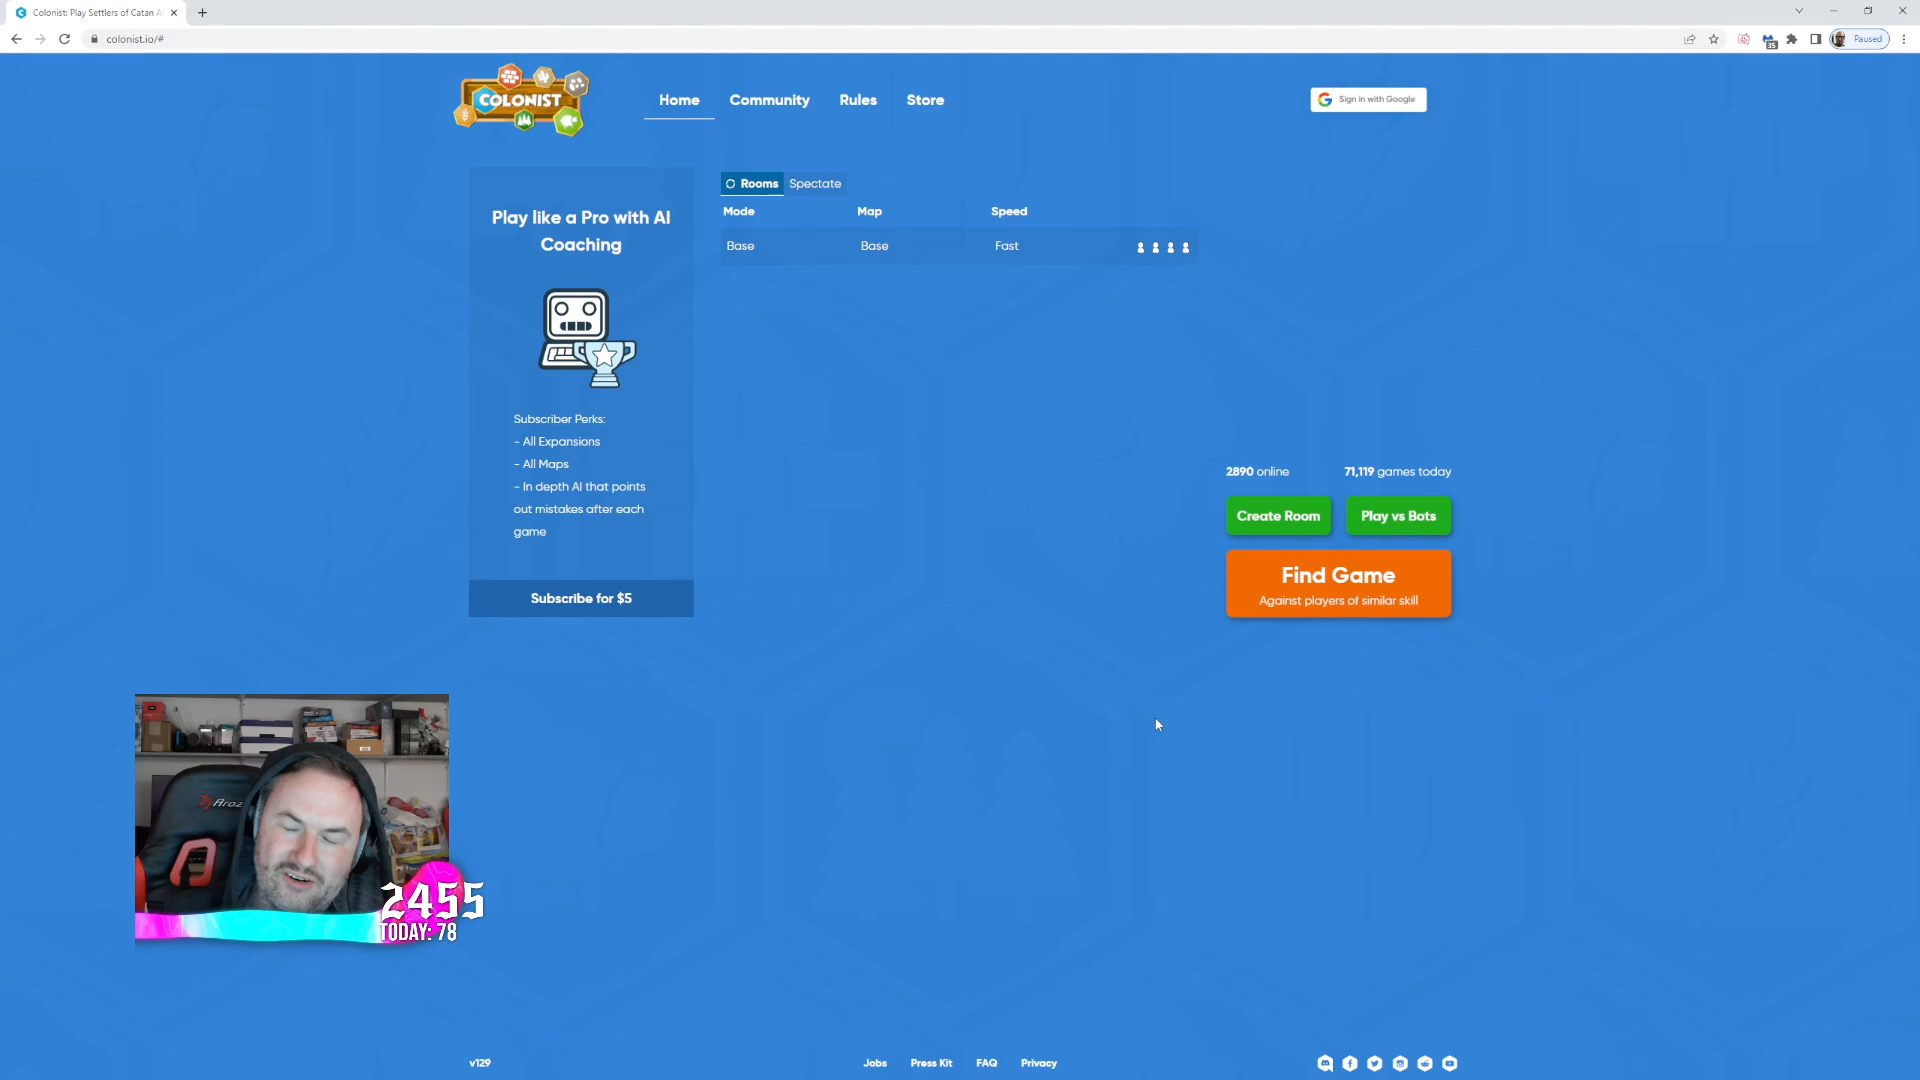 Colonist: Play Settlers of Catan A
colonist.io/#
35
Paused
COLONIST
Home
Community
Rules
Store
Sign in with Google
Play like a Pro with AI
Coaching
Subscriber Perks:
- All Expansions
- All Maps
- In depth AI that points
out mistakes after each
game
Subscribe for $5
Rooms
Spectate
Mode
Map
Speed
Base
Base
Fast
2890 online
71,119 games today
Create Room
Play vs Bots
Find Game
Against players of similar skill
Aroz
2455
TODAY: 78
v129
Jobs
Press Kit
FAQ
Privacy